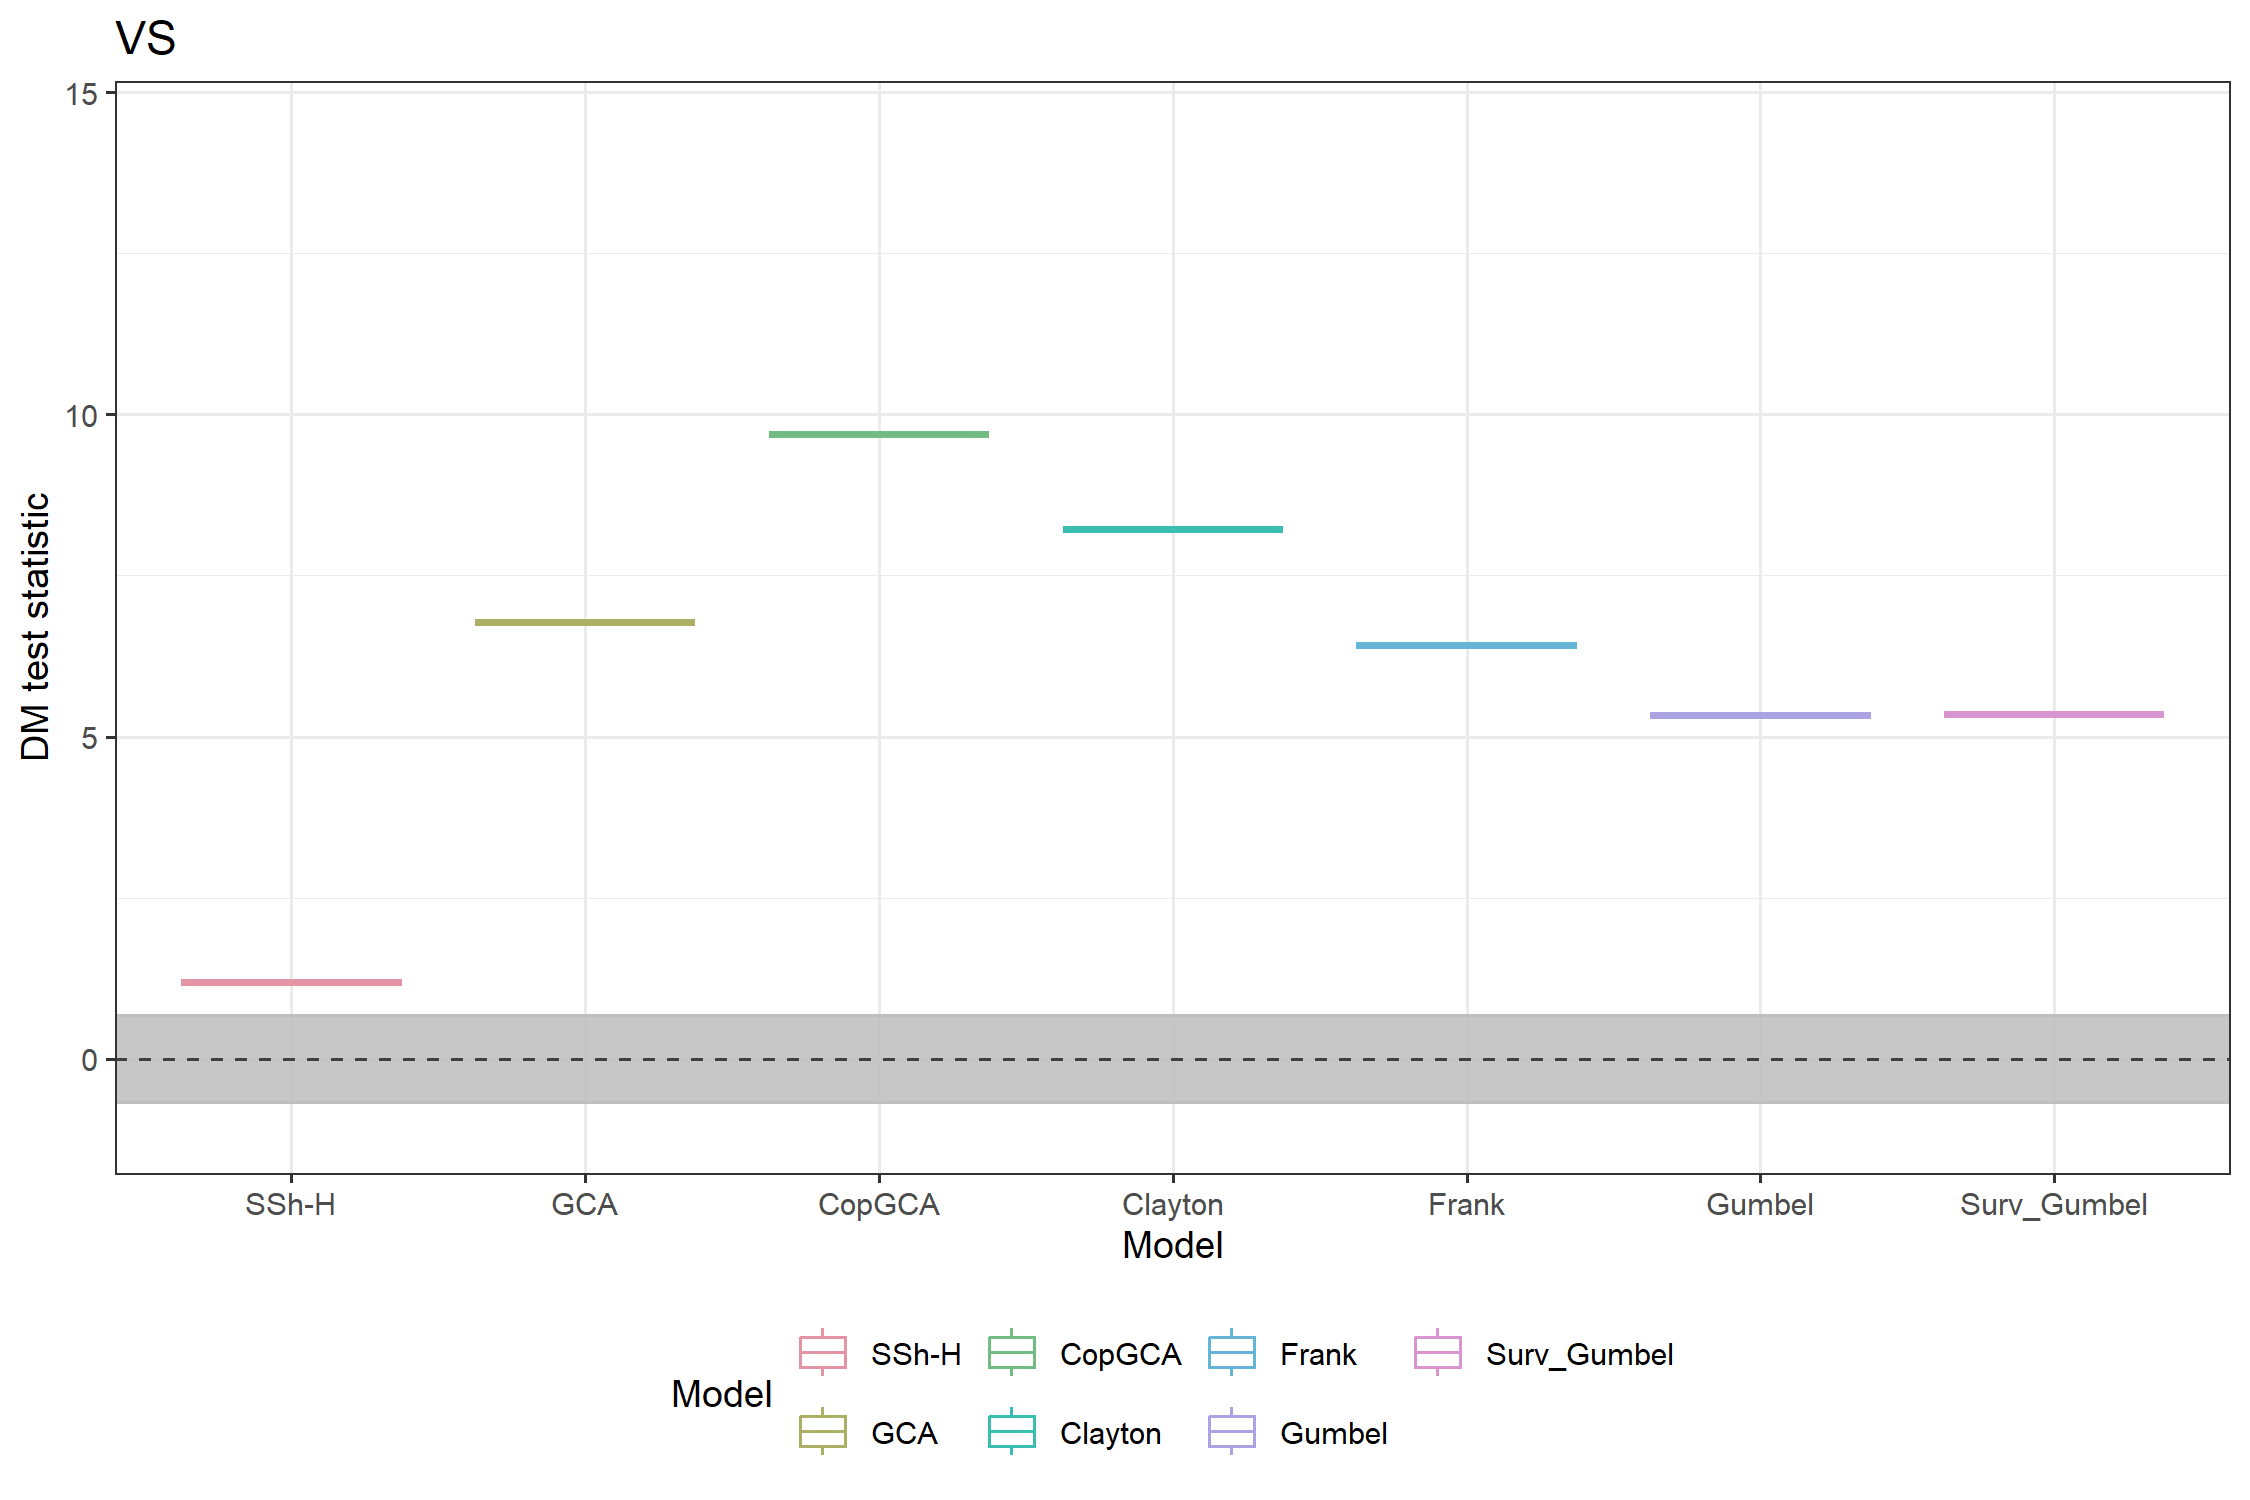 VS
15
10
5
0
DM test statistic
SSh-H GCA CopGCA Clayton Frank Gumbel Surv_Gumbel
Model
Model
SSh-H CopGCA Frank Surv_Gumbel
GCA Clayton Gumbel